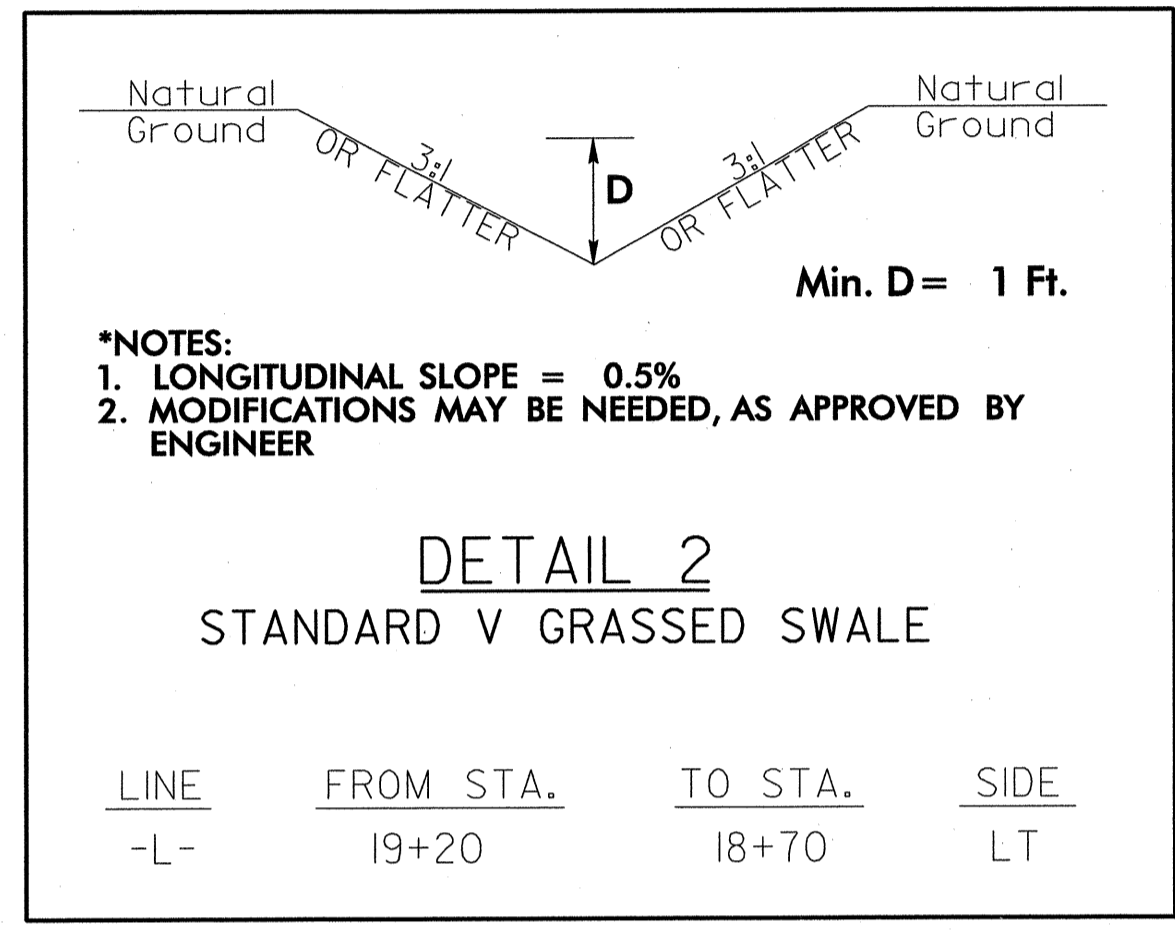 Natural
Ground
3:1
OR FLATTER
D
3:1
OR FLATTER
Natural
Ground
Min. D = 1 Ft.
*NOTES:
1. LONGITUDINAL SLOPE = 0.5%
2. MODIFICATIONS MAY BE NEEDED, AS APPROVED BY
ENGINEER
DETAIL 2
STANDARD V GRASSED SWALE
LINE FROM STA. TO STA. SIDE
-L- 19+20 18+70 LT